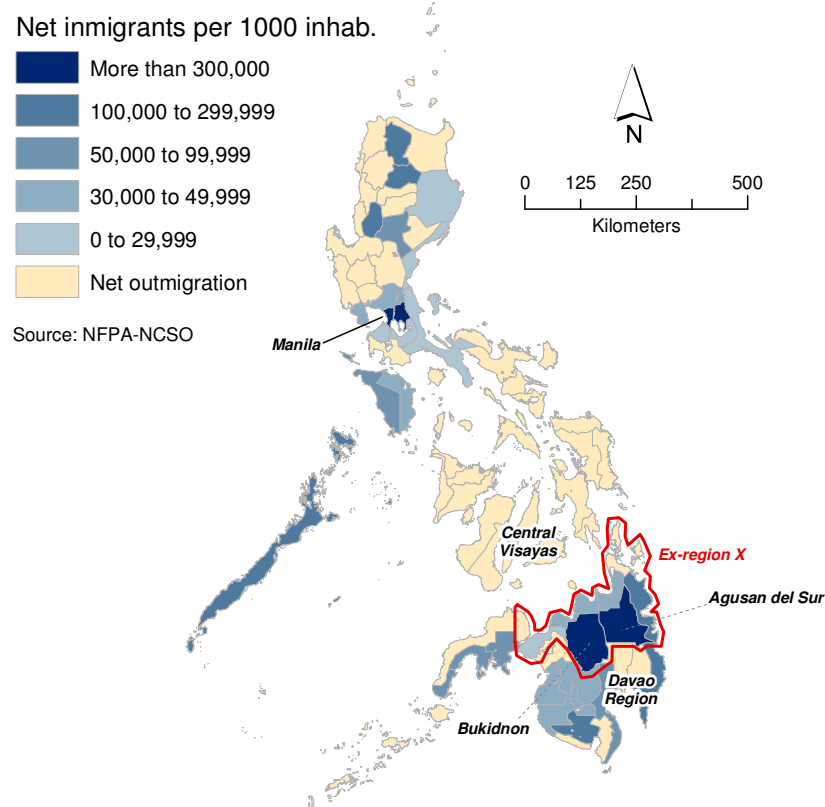 Net inmigrants per 1000 inhab.
More than 300,000
100,000 to 299,999
50,000 to 99,999
30,000 to 49,999
0 to 29,999
Net outmigration
Source: NFPA-NCSO
N
0 125 250 500
Kilometers
Manila
Central
Visayas
Ex-region X
Agusan del Sur
Davao
Region
Bukidnon